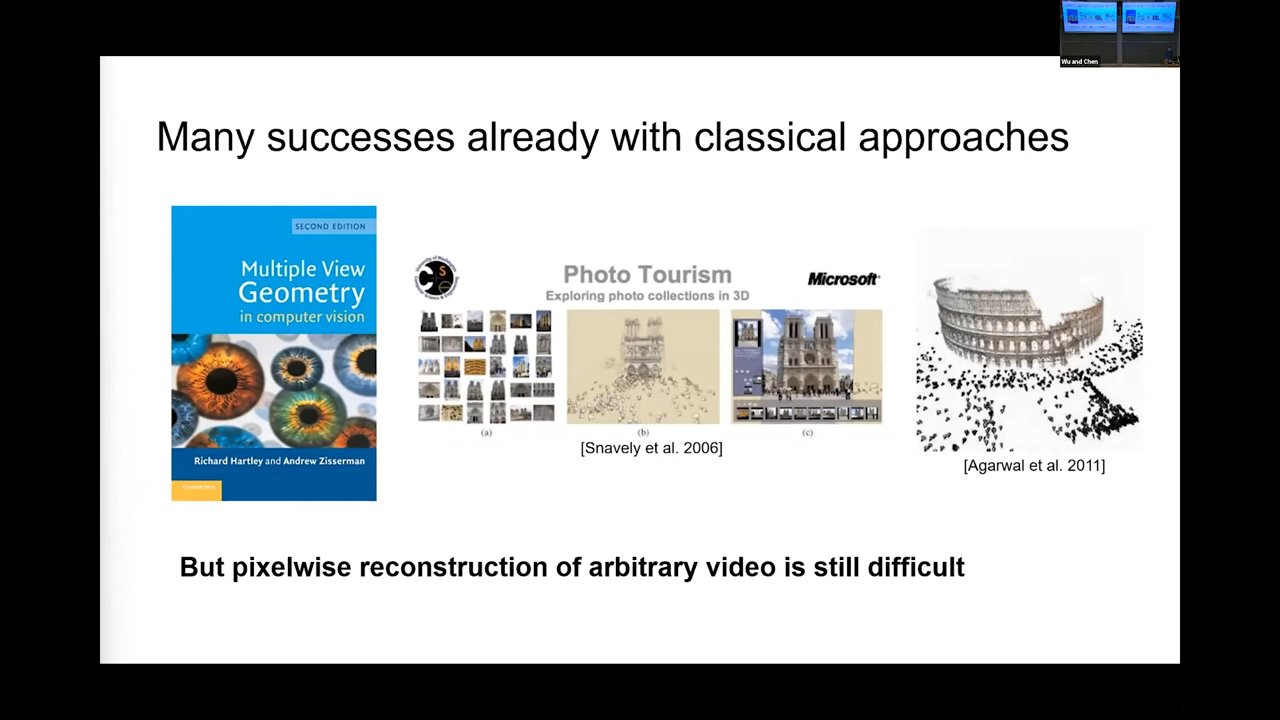 Wu and Chen
Many successes already with classical approaches
SECOND EDITION
Multiple View
Geometry
in computer vision
Richard Hartley and Andrew Zisserman
Photo Tourism
Exploring photo collections in 3D
Microsoft
(a)
(b)
(c)
[Snavely et al. 2006]
[Agarwal et al. 2011]
But pixelwise reconstruction of arbitrary video is still difficult